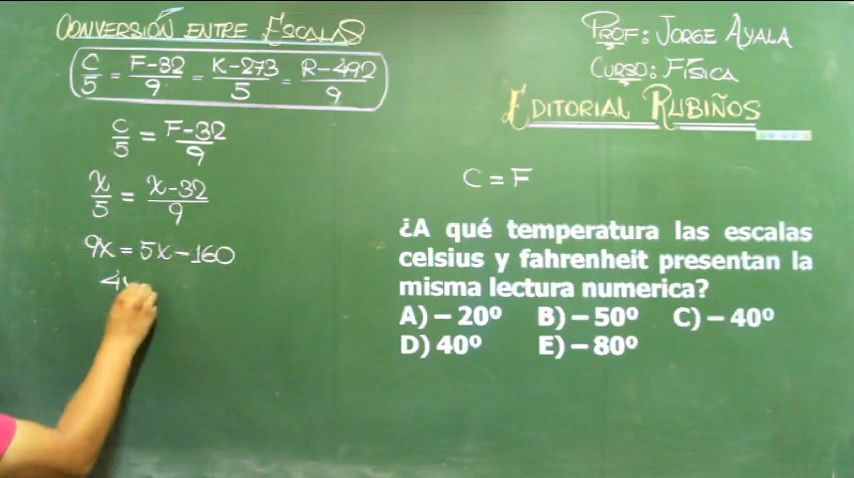 CONVERSIÓN ENTRE ESCALAS
C/5 = F-32/9 = K-273/5 = R-492/9
C/5 = F-32/9
x/5 = x-32/9
9x = 5x-160
4x
PROF: JORGE AYALA
CURSO: FÍSICA
EDITORIAL RUBIÑOS
C = F
¿A qué temperatura las escalas
celsius y fahrenheit presentan la
misma lectura numerica?
A) – 20º B) – 50º C) – 40º
D) 40º E) – 80º